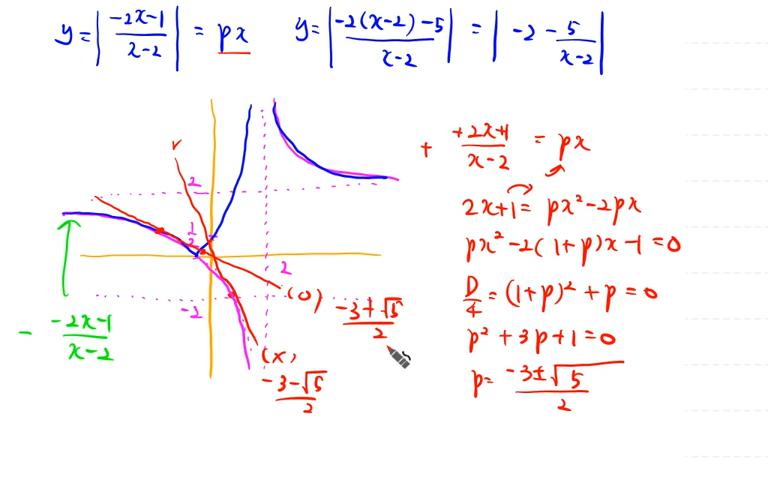 y = | (-2x-1)/(x-2) | = px   y = | (-2(x-2)-5)/(x-2) | = | -2 - 5/(x-2) |
+ (+2x+1)/(x-2) = px
2x+1 = px² - 2px
px² - 2(1+p)x - 1 = 0
D/4 = (1+p)² + p = 0
p² + 3p + 1 = 0
p = (-3±√5)/2
2
1
2
2
-2
(0)
(-3+√5)/2
(x)
(-3-√5)/2
- (-2x-1)/(x-2)